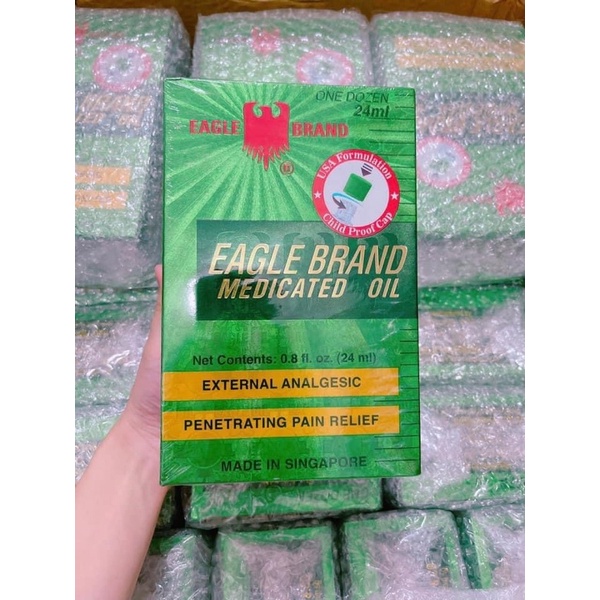 ONE DOZEN
24ml
EAGLE BRAND
USA Formulation
Child Proof Cap
EAGLE BRAND
MEDICATED OIL
Net Contents: 0.8 fl. oz. (24 ml)
EXTERNAL ANALGESIC
PENETRATING PAIN RELIEF
MADE IN SINGAPORE